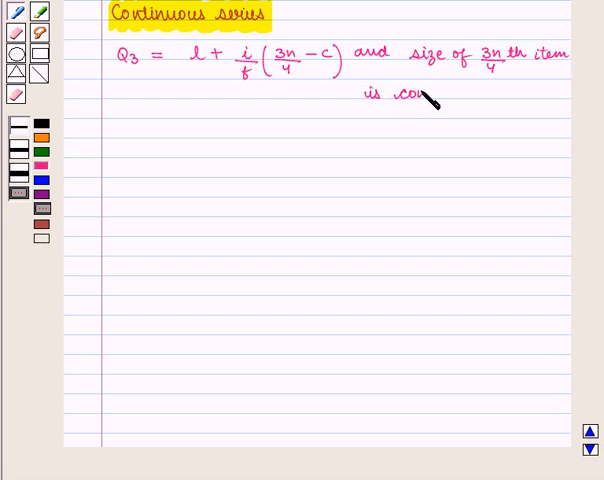 Continuous series
Q3 = l + i/f (3n/4 - c) and size of 3n/4 th item
is